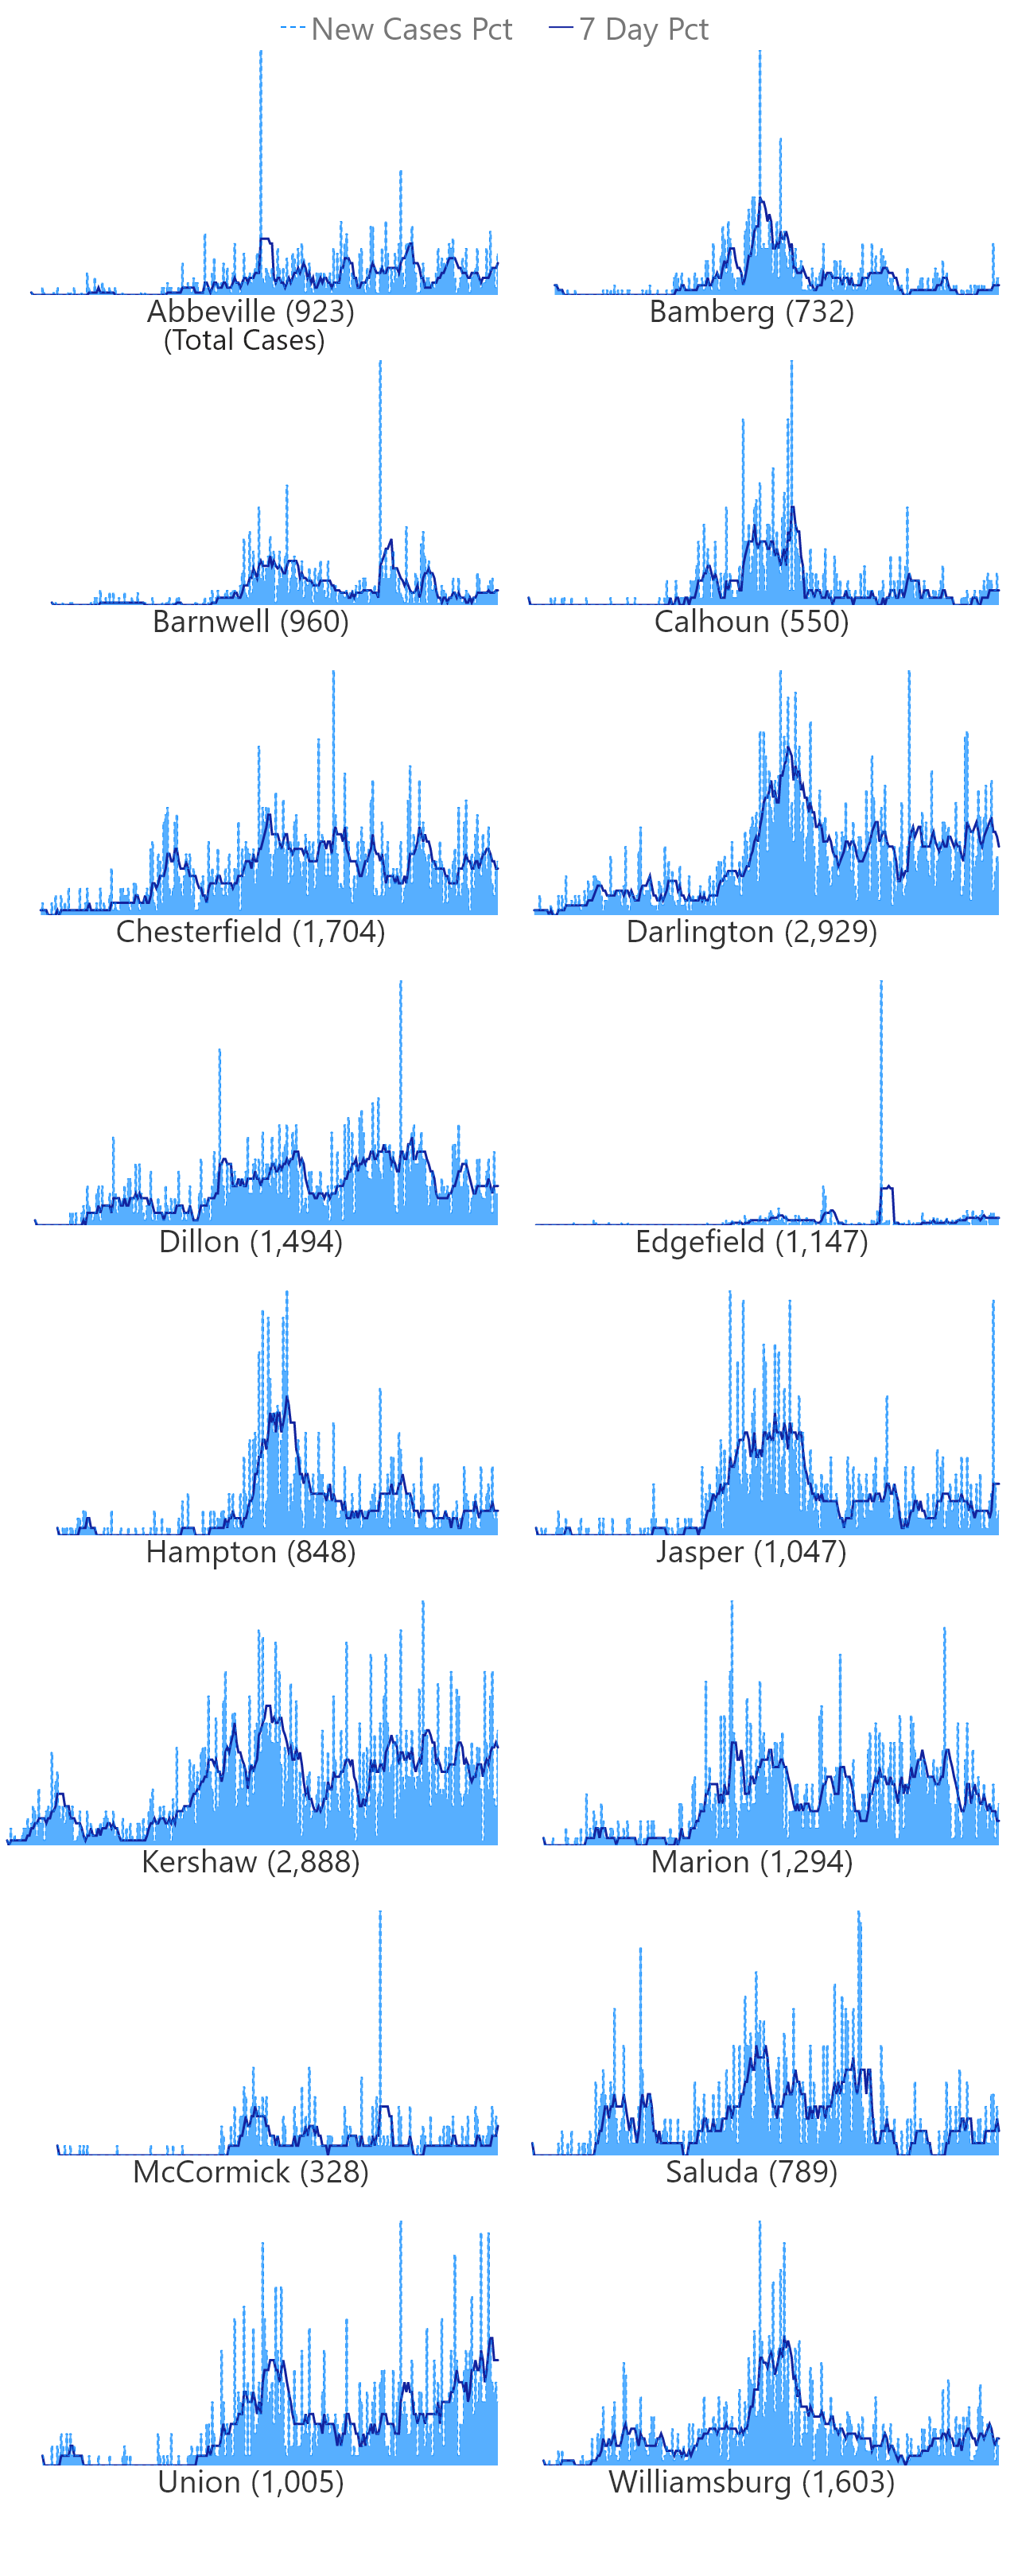 New Cases Pct 7 Day Pct
Abbeville (923) Bamberg (732)
(Total Cases)
Barnwell (960) Calhoun (550)
Chesterfield (1,704) Darlington (2,929)
Dillon (1,494) Edgefield (1,147)
Hampton (848) Jasper (1,047)
Kershaw (2,888) Marion (1,294)
McCormick (328) Saluda (789)
Union (1,005) Williamsburg (1,603)